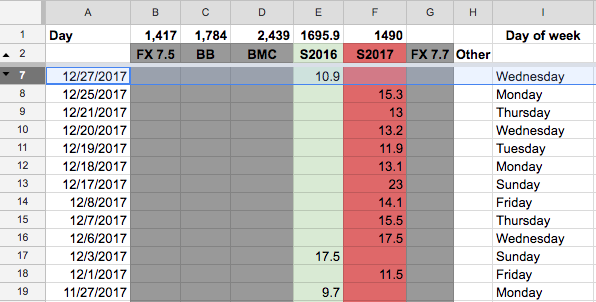 A B C D E F G H I
1 Day 1,417 1,784 2,439 1695.9 1490 Day of week
2 FX 7.5 BB BMC S2016 S2017 FX 7.7 Other
7 12/27/2017 10.9 Wednesday
8 12/25/2017 15.3 Monday
9 12/21/2017 13 Thursday
10 12/20/2017 13.2 Wednesday
11 12/19/2017 11.9 Tuesday
12 12/18/2017 13.1 Monday
13 12/17/2017 23 Sunday
14 12/8/2017 14.1 Friday
15 12/7/2017 15.5 Thursday
16 12/6/2017 17.5 Wednesday
17 12/3/2017 17.5 Sunday
18 12/1/2017 11.5 Friday
19 11/27/2017 9.7 Monday